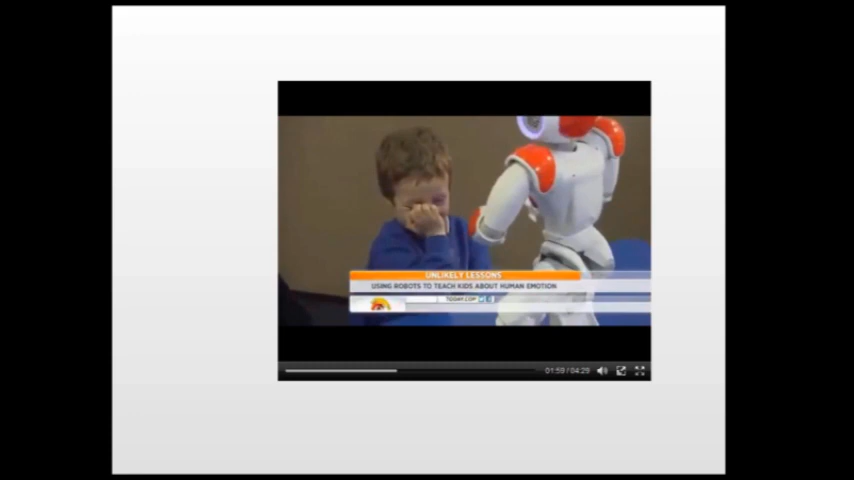 UNLIKELY LESSONS
USING ROBOTS TO TEACH KIDS ABOUT HUMAN EMOTION
TODAY.COM
01:59 / 04:29